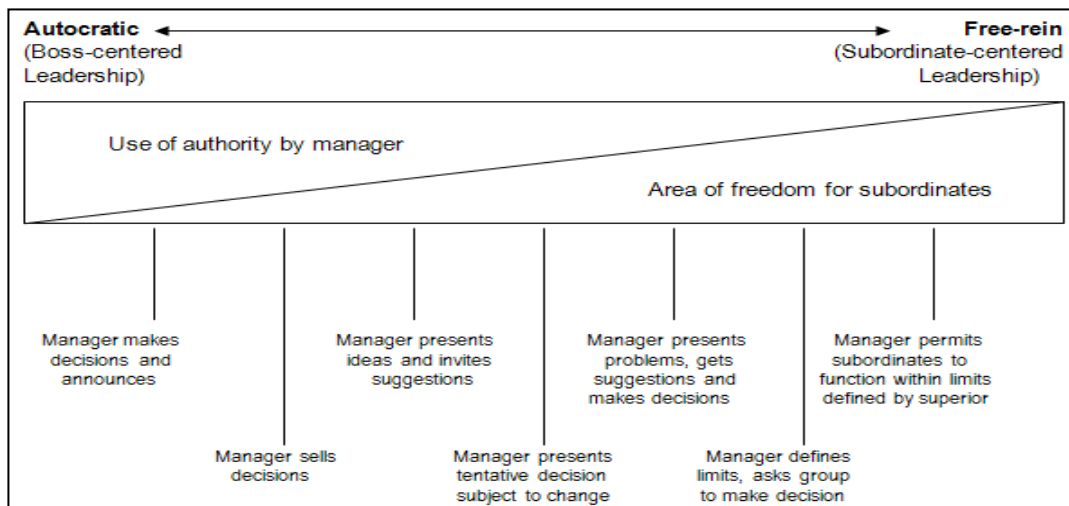 Autocratic
(Boss-centered
Leadership)
Free-rein
(Subordinate-centered
Leadership)
Use of authority by manager
Area of freedom for subordinates
Manager makes
decisions and
announces
Manager presents
ideas and invites
suggestions
Manager presents
problems, gets
suggestions and
makes decisions
Manager permits
subordinates to
function within limits
defined by superior
Manager sells
decisions
Manager presents
tentative decision
subject to change
Manager defines
limits, asks group
to make decision